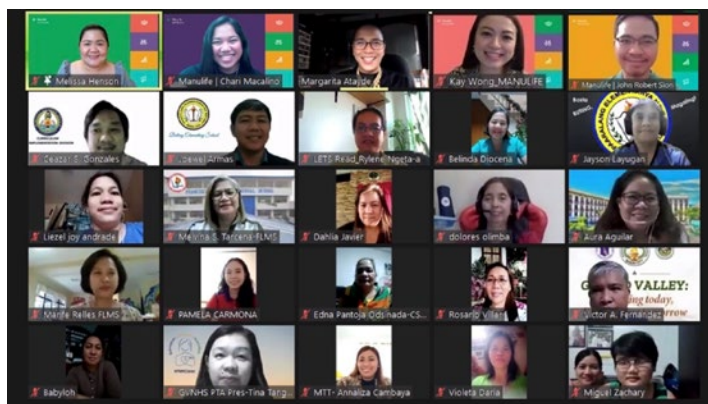 Melissa Henson
Manulife | Chari Macalino
Margarita Atajde
Kay Wong_MANULIFE
Manulife | John Robert Sion
Ceazar S. Gonzales
Joewel Armas
LETS Read_Rylene Ngeta-a
Belinda Diocena
Jayson Layugan
Liezel joy andrade
Melvina S. Tarcena-FLMS
Dahlia Javier
dolores olimba
Aura Aguilar
Marife Relles FLMS
PAMELA CARMONA
Edna Pantoja Odsinada-CS...
Rosario Villar
VALLEY:
Victor A. Fernandez
Babyloh
GVNHS PTA Pres-Tina Tang...
MTT- Annaliza Cambaya
Violeta Daria
Miguel Zachary